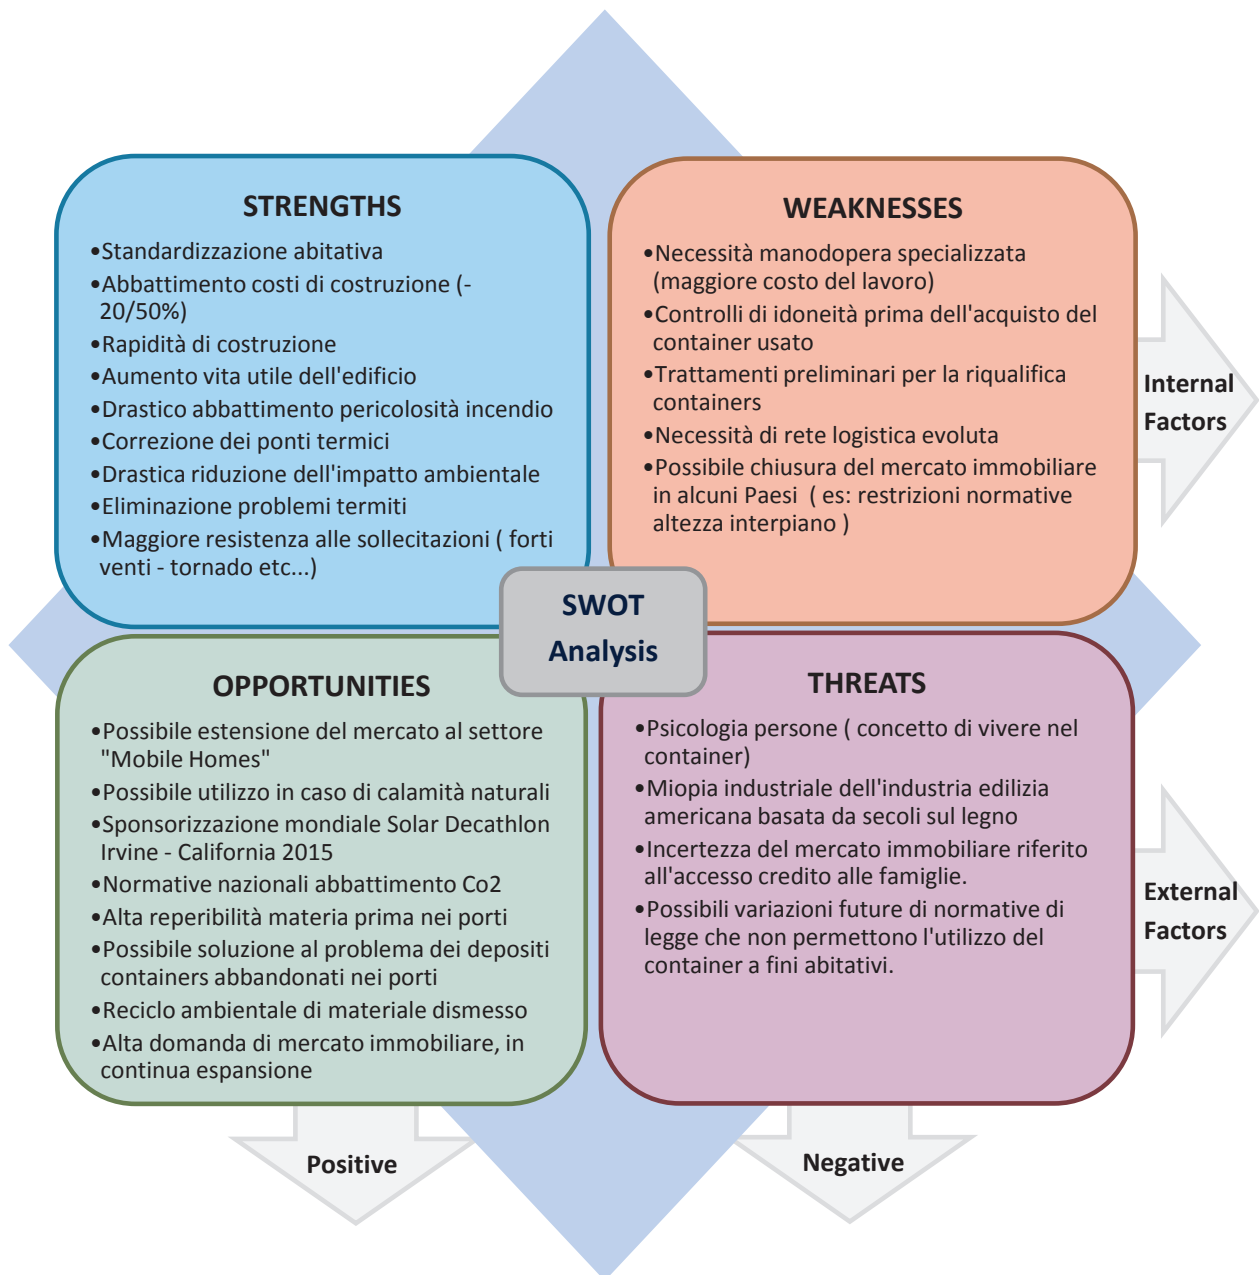 STRENGTHS
•Standardizzazione abitativa
•Abbattimento costi di costruzione (-
20/50%)
•Rapidità di costruzione
•Aumento vita utile dell'edificio
•Drastico abbattimento pericolosità incendio
•Correzione dei ponti termici
•Drastica riduzione dell'impatto ambientale
•Eliminazione problemi termiti
•Maggiore resistenza alle sollecitazioni ( forti
venti - tornado etc...)
WEAKNESSES
•Necessità manodopera specializzata
(maggiore costo del lavoro)
•Controlli di idoneità prima dell'acquisto del
container usato
•Trattamenti preliminari per la riqualifica
containers
•Necessità di rete logistica evoluta
•Possibile chiusura del mercato immobiliare
in alcuni Paesi ( es: restrizioni normative
altezza interpiano )
Internal
Factors
SWOT
Analysis
OPPORTUNITIES
•Possibile estensione del mercato al settore
"Mobile Homes"
•Possibile utilizzo in caso di calamità naturali
•Sponsorizzazione mondiale Solar Decathlon
Irvine - California 2015
•Normative nazionali abbattimento Co2
•Alta reperibilità materia prima nei porti
•Possibile soluzione al problema dei depositi
containers abbandonati nei porti
•Reciclo ambientale di materiale dismesso
•Alta domanda di mercato immobiliare, in
continua espansione
THREATS
•Psicologia persone ( concetto di vivere nel
container)
•Miopia industriale dell'industria edilizia
americana basata da secoli sul legno
•Incertezza del mercato immobiliare riferito
all'accesso credito alle famiglie.
•Possibili variazioni future di normative di
legge che non permettono l'utilizzo del
container a fini abitativi.
External
Factors
Positive
Negative